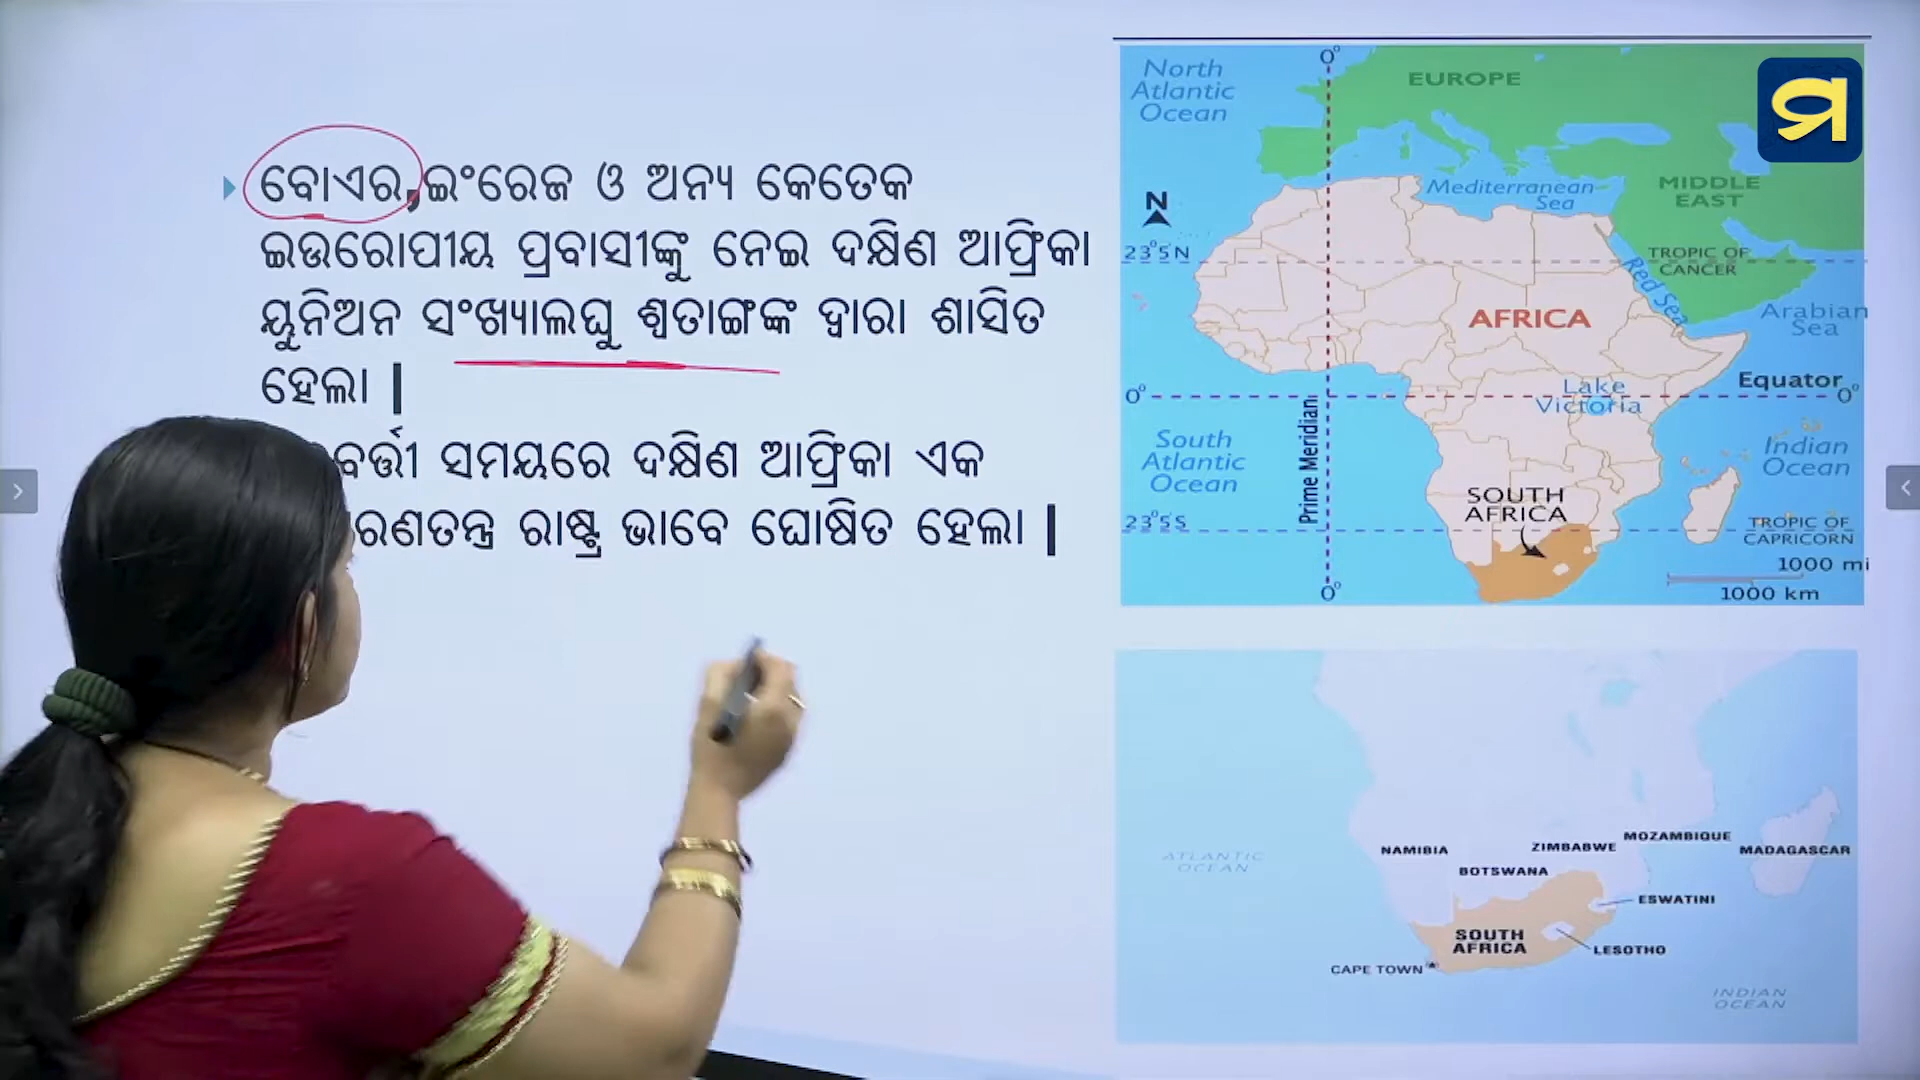 ବୋଏର,ଇଂରେଜ ଓ ଅନ୍ୟ କେତେକ
ଇଉରୋପୀୟ ପ୍ରବାସୀଙ୍କୁ ନେଇ ଦକ୍ଷିଣ ଆଫ୍ରିକା
ୟୁନିଅନ ସଂଖ୍ୟାଲଘୁ ଶ୍ୱେତାଙ୍ଗଙ୍କ ଦ୍ୱାରା ଶାସିତ
ହେଲା |
ସମୟରେ ଦକ୍ଷିଣ ଆଫ୍ରିକା ଏକ
ରାଷ୍ଟ୍ର ଭାବେ ଘୋଷିତ ହେଲା |
ମ
0°
North
Atlantic
Ocean
EUROPE
MIDDLE
EAST
Mediterranean
Sea
N
23°5N
TROPIC OF
CANCER
Red Sea
Arabian
Sea
AFRICA
Equator
0°
0°
Lake
Victoria
Prime Meridian
South
Atlantic
Ocean
Indian
Ocean
SOUTH
AFRICA
23°5S
TROPIC OF
CAPRICORN
1000 mi
1000 km
0°
ATLANTIC
OCEAN
NAMIBIA
ZIMBABWE
MOZAMBIQUE
MADAGASCAR
BOTSWANA
ESWATINI
SOUTH
AFRICA
LESOTHO
CAPE TOWN
INDIAN
OCEAN